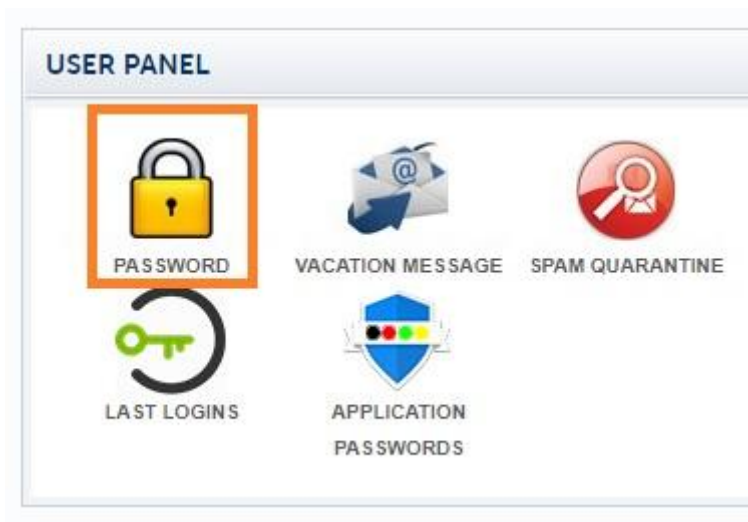 USER PANEL
PASSWORD
VACATION MESSAGE
SPAM QUARANTINE
LAST LOGINS
APPLICATION
PASSWORDS